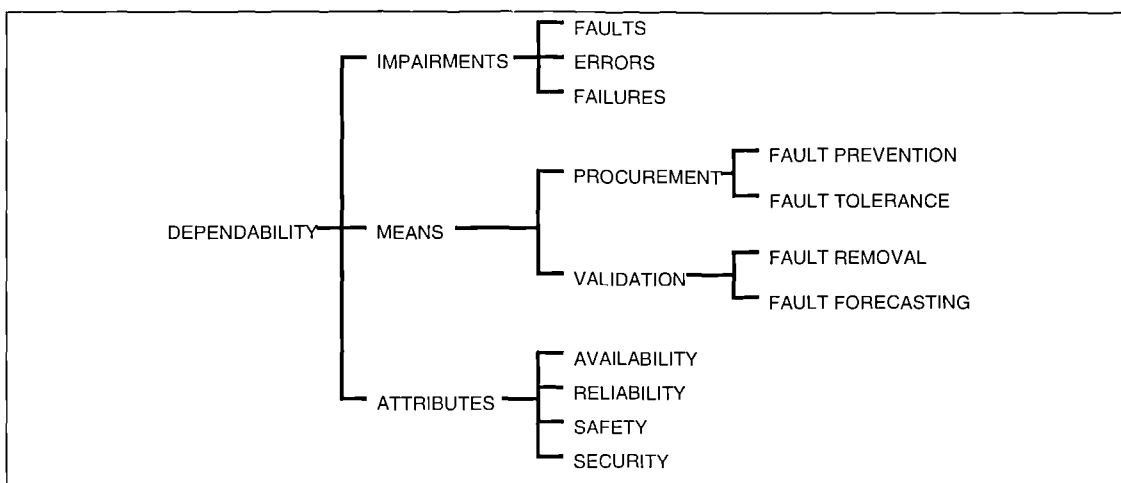 FAULTS
IMPAIRMENTS
ERRORS
FAILURES
FAULT PREVENTION
PROCUREMENT
FAULT TOLERANCE
DEPENDABILITY
MEANS
FAULT REMOVAL
VALIDATION
FAULT FORECASTING
AVAILABILITY
RELIABILITY
ATTRIBUTES
SAFETY
SECURITY